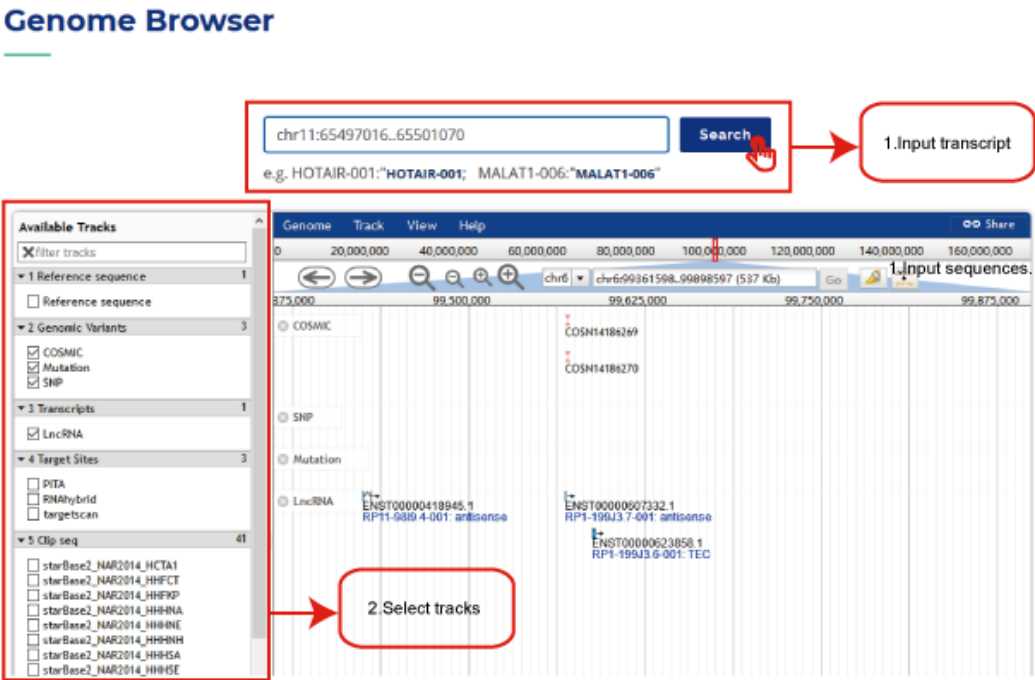 Genome Browser
chr11:65497016..65501070
Search
1.Input transcript
e.g. HOTAIR-001:"HOTAIR-001; MALAT1-006:"MALAT1-006"
Available Tracks
filter tracks
1 Reference sequence 1
Reference sequence
2 Genomic Variants 3
COSMIC
Mutation
SNP
3 Transcripts 1
LncRNA
4 Target Sites 3
PITA
RNAhybrid
targetscan
5 Clip seq 41
starBase2_NAR2014_HCTA1
starBase2_NAR2014_HHFCT
starBase2_NAR2014_HHFKP
starBase2_NAR2014_HHHNA
starBase2_NAR2014_HHHNE
starBase2_NAR2014_HHHNH
starBase2_NAR2014_HHHSA
starBase2_NAR2014_HHHSE
Genome Track View Help Share
0 20,000,000 40,000,000 60,000,000 80,000,000 100,000,000 120,000,000 140,000,000 160,000,000
1.Input sequences.
chr6 chr6:99361598..99898597 (537 Kb) Go
375,000 99,500,000 99,625,000 99,750,000 99,875,000
COSMIC
COSN14186269
COSN14186270
SNP
Mutation
LncRNA
ENST00000418945.1
RP11-98I9.4-001: antisense
ENST00000607332.1
RP1-199J3.7-001: antisense
ENST00000623858.1
RP1-199J3.6-001: TEC
2.Select tracks